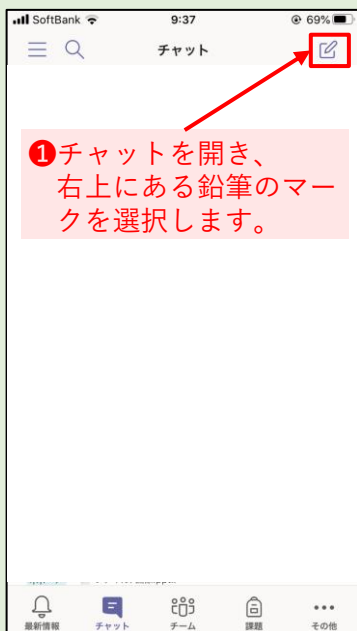 SoftBank 9:37 69%
チャット
❶チャットを開き、
右上にある鉛筆のマー
クを選択します。
最新情報 チャット チーム 課題 その他